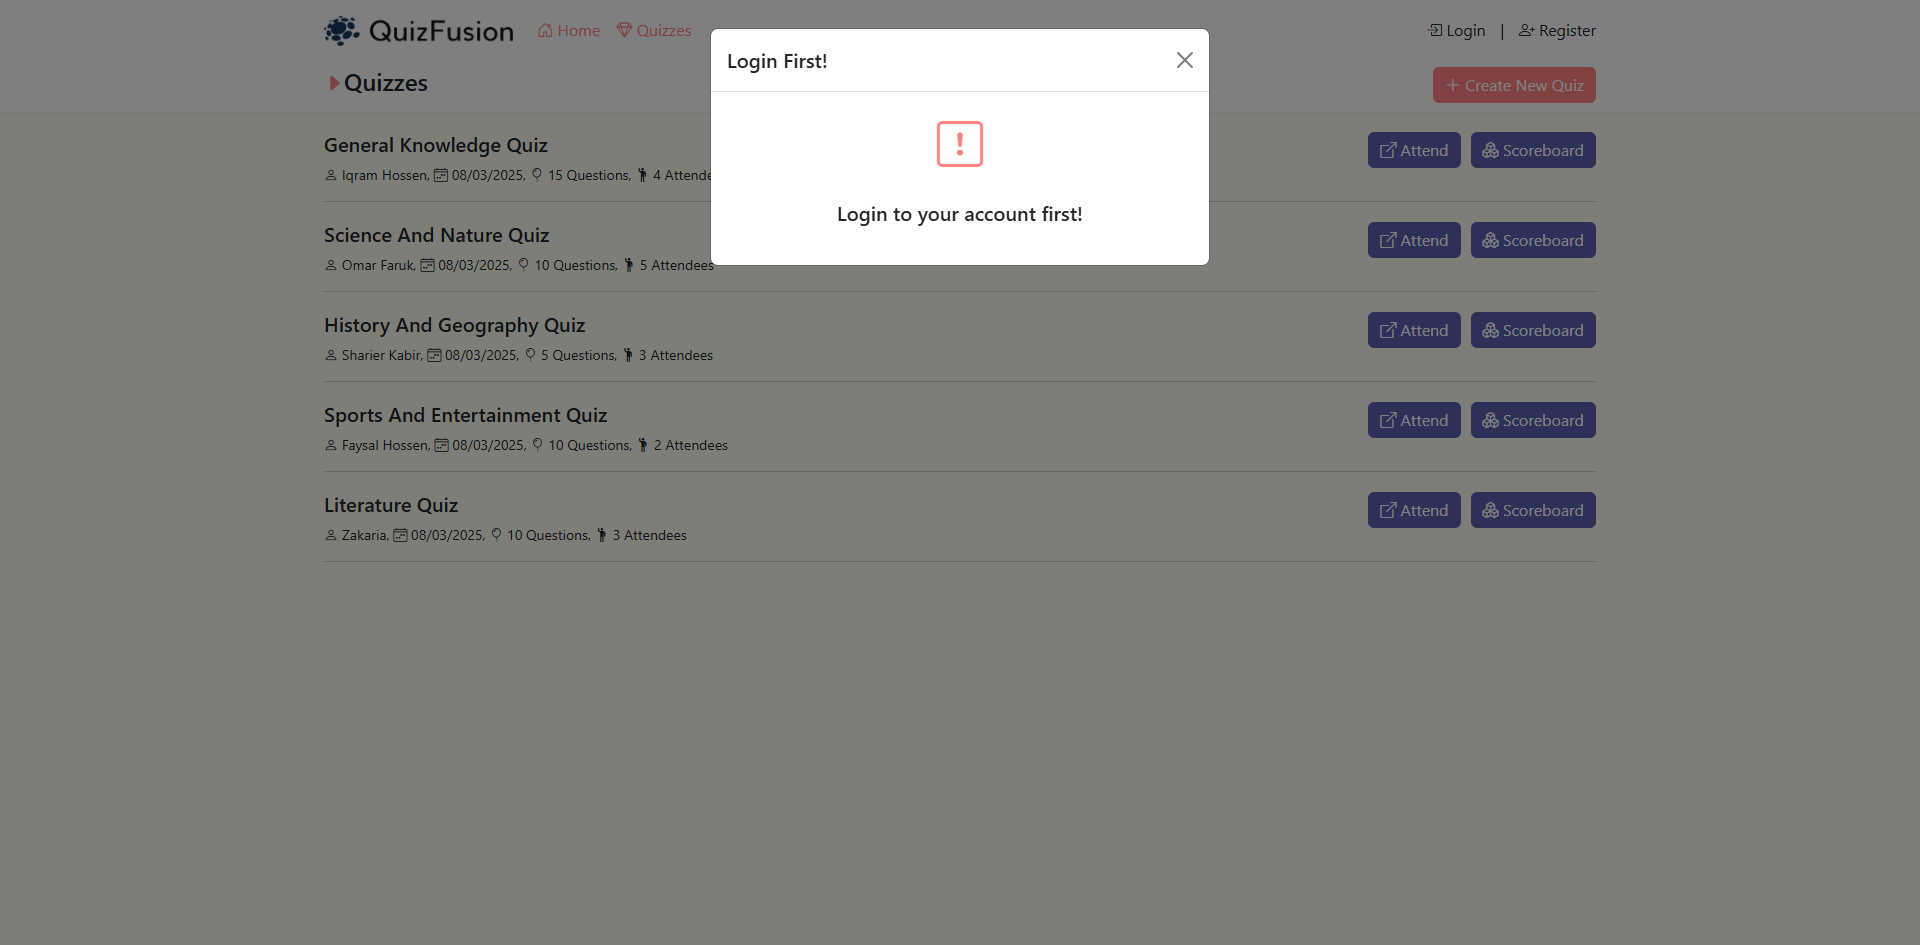 QuizFusion Home Quizzes Login | Register
Login First!
Quizzes
Create New Quiz
Login to your account first!
General Knowledge Quiz
Attend Scoreboard
Iqram Hossen, 08/03/2025, 15 Questions, 4
Science And Nature Quiz
Attend Scoreboard
Omar Faruk, 08/03/2025, 10 Questions, 5 Attendees
History And Geography Quiz
Attend Scoreboard
Sharier Kabir, 08/03/2025, 5 Questions, 3 Attendees
Sports And Entertainment Quiz
Attend Scoreboard
Faysal Hossen, 08/03/2025, 10 Questions, 2 Attendees
Literature Quiz
Attend Scoreboard
Zakaria, 08/03/2025, 10 Questions, 3 Attendees